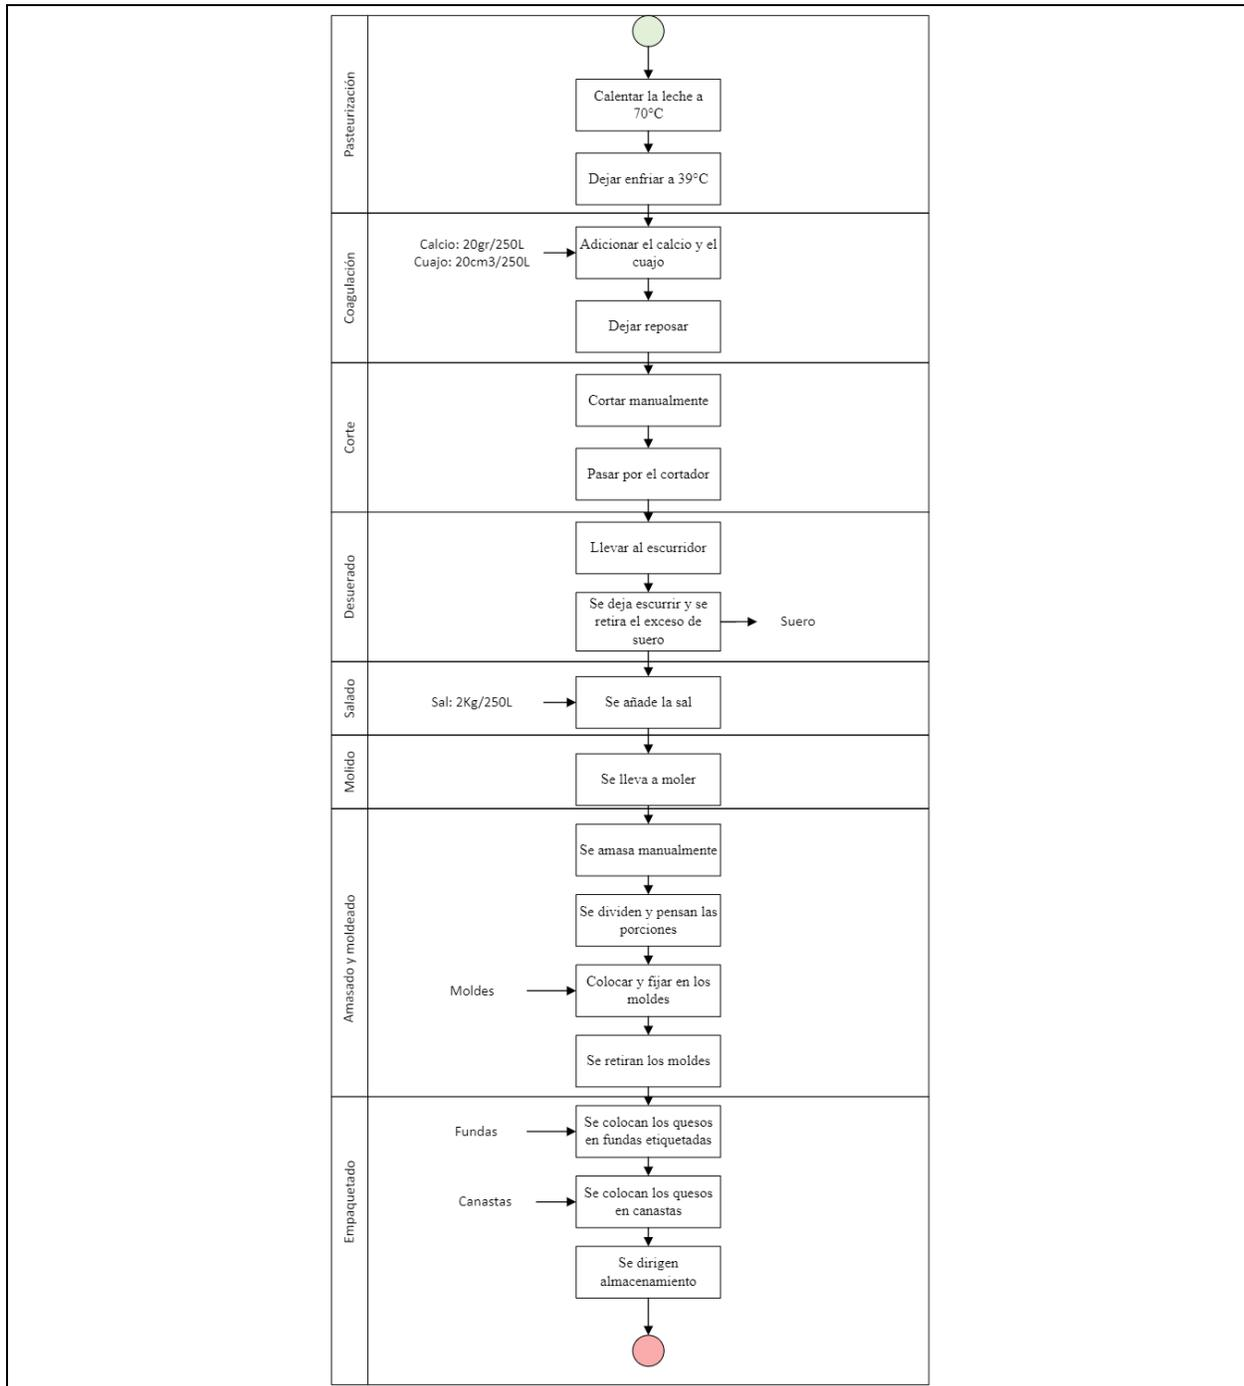 Pasteurización
Calentar la leche a
70°C
Dejar enfriar a 39°C
Coagulación
Calcio: 20gr/250L
Cuajo: 20cm3/250L
Adicionar el calcio y el
cuajo
Dejar reposar
Corte
Cortar manualmente
Pasar por el cortador
Desuerado
Llevar al escurridor
Se deja escurrir y se
retira el exceso de
suero
Suero
Salado
Sal: 2Kg/250L
Se añade la sal
Molido
Se lleva a moler
Amasado y moldeado
Se amasa manualmente
Se dividen y pensan las
porciones
Moldes
Colocar y fijar en los
moldes
Se retiran los moldes
Empaquetado
Fundas
Se colocan los quesos
en fundas etiquetadas
Canastas
Se colocan los quesos
en canastas
Se dirigen
almacenamiento